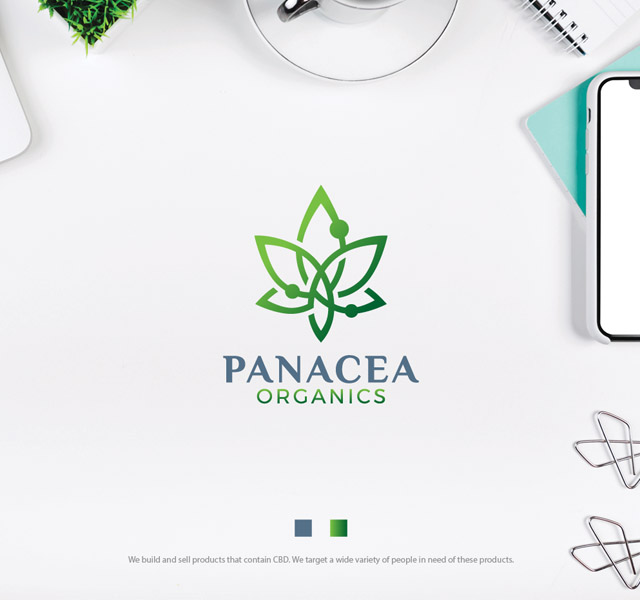 PANACEA
ORGANICS
We build and sell products that contain CBD. We target a wide variety of people in need of these products.